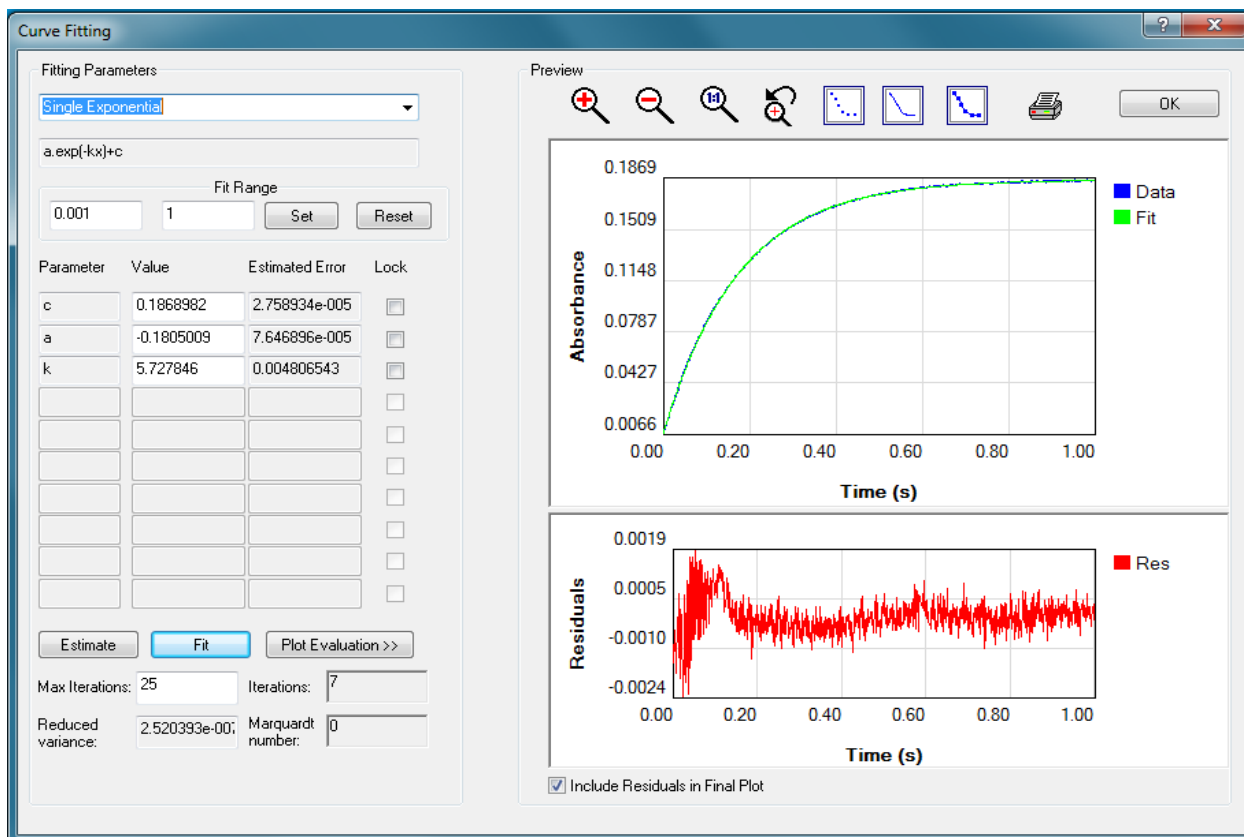 Curve Fitting
?
X
Fitting Parameters
Single Exponential
a.exp(-kx)+c
Fit Range
0.001 1 Set Reset
Parameter Value Estimated Error Lock
c 0.1868982 2.758934e-005
a -0.1805009 7.646896e-005
k 5.727846 0.004806543
Estimate Fit Plot Evaluation >>
Max Iterations: 25 Iterations: 7
Reduced variance: 2.520393e-00 Marquardt number: 0
Preview
1:1
OK
0.1869
0.1509
0.1148
0.0787
0.0427
0.0066
Absorbance
0.00 0.20 0.40 0.60 0.80 1.00
Time (s)
Data
Fit
0.0019
0.0005
-0.0010
-0.0024
Residuals
0.00 0.20 0.40 0.60 0.80 1.00
Time (s)
Res
Include Residuals in Final Plot